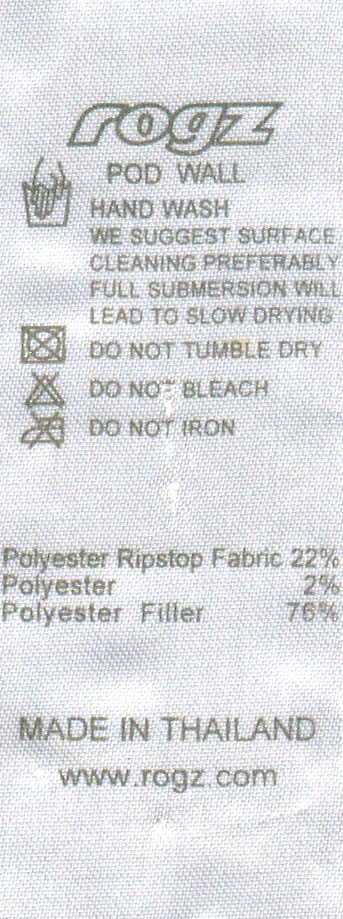 rogz
POD WALL
HAND WASH
WE SUGGEST SURFACE
CLEANING PREFERABLY
FULL SUBMERSION WILL
LEAD TO SLOW DRYING
DO NOT TUMBLE DRY
DO NOT BLEACH
DO NOT IRON
Polyester Ripstop Fabric 22%
Polyester 2%
Polyester Filler 76%
MADE IN THAILAND
www.rogz.com